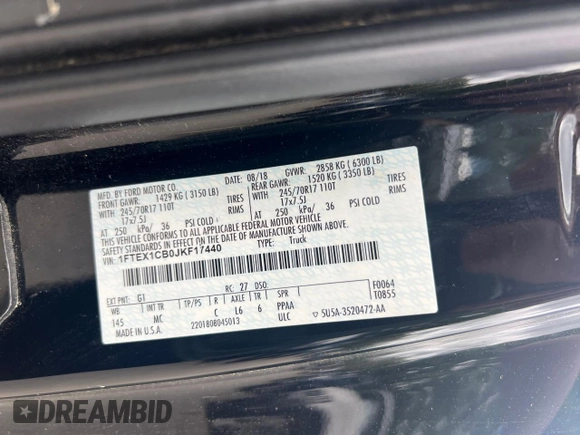 MFD. BY FORD MOTOR CO.
DATE: 08/18 GVWR: 2858 KG ( 6300 LB)
FRONT GAWR: 1429 KG ( 3150 LB) REAR GAWR: 1520 KG ( 3350 LB)
WITH 245/70R17 110T TIRES WITH 245/70R17 110T TIRES
17x7.5J RIMS 17x7.5J RIMS
AT 250 kPa/ 36 PSI COLD AT 250 kPa/ 36 PSI COLD
THIS VEHICLE CONFORMS TO ALL APPLICABLE FEDERAL MOTOR VEHICLE
SAFETY STANDARDS IN EFFECT ON THE DATE OF MANUFACTURE SHOWN ABOVE.
VIN: 1FTEX1CB0JKF17440
TYPE: Truck
EXT PNT: G1 RC: 27 DSO: F0064
WB INT TR TP/PS R AXLE TR SPR T0855
145 MC C L6 6 PPAA
MADE IN U.S.A. 2201808045013 ULC
5U5A-3520472-AA
DREAMBID